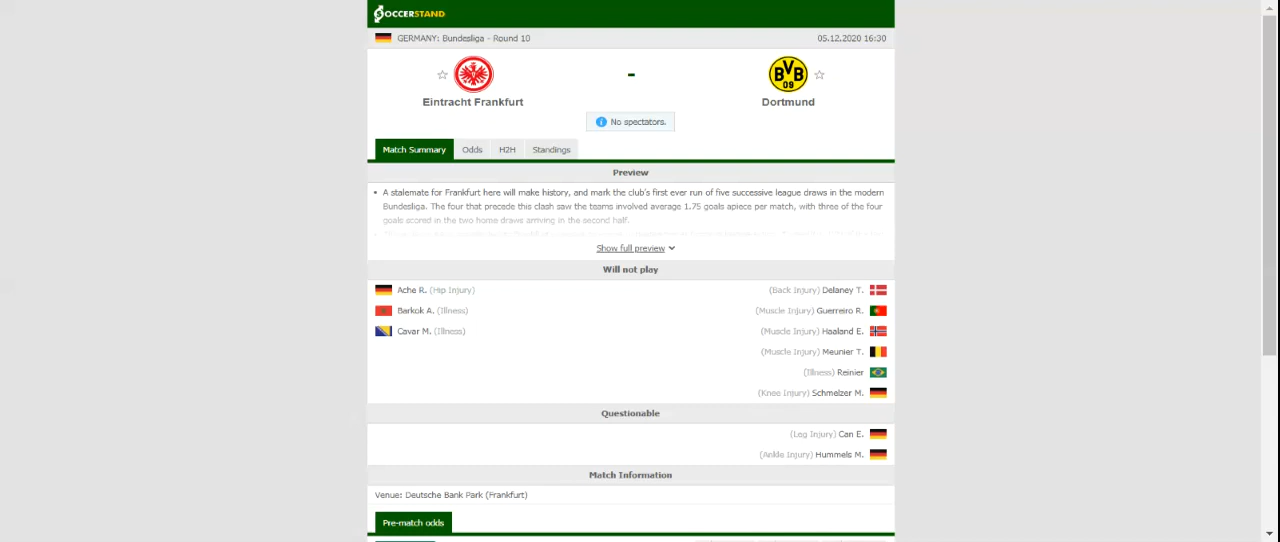 SOCCERSTAND
GERMANY: Bundesliga - Round 10 05.12.2020 16:30
-
Eintracht Frankfurt Dortmund
BVB
09
No spectators.
Match Summary Odds H2H Standings
Preview
• A stalemate for Frankfurt here will make history, and mark the club's first ever run of five successive league draws in the modern
Bundesliga. The four that precede this clash saw the teams involved average 1.75 goals apiece per match, with three of the four
goals scored in the two home draws arriving in the second half.
Show full preview
Will not play
Ache R. (Hip Injury) (Back Injury) Delaney T.
Barkok A. (Illness) (Muscle Injury) Guerreiro R.
Cavar M. (Illness) (Muscle Injury) Haaland E.
(Muscle Injury) Meunier T.
(Illness) Reinier
(Knee Injury) Schmelzer M.
Questionable
(Leg Injury) Can E.
(Ankle Injury) Hummels M.
Match Information
Venue: Deutsche Bank Park (Frankfurt)
Pre-match odds